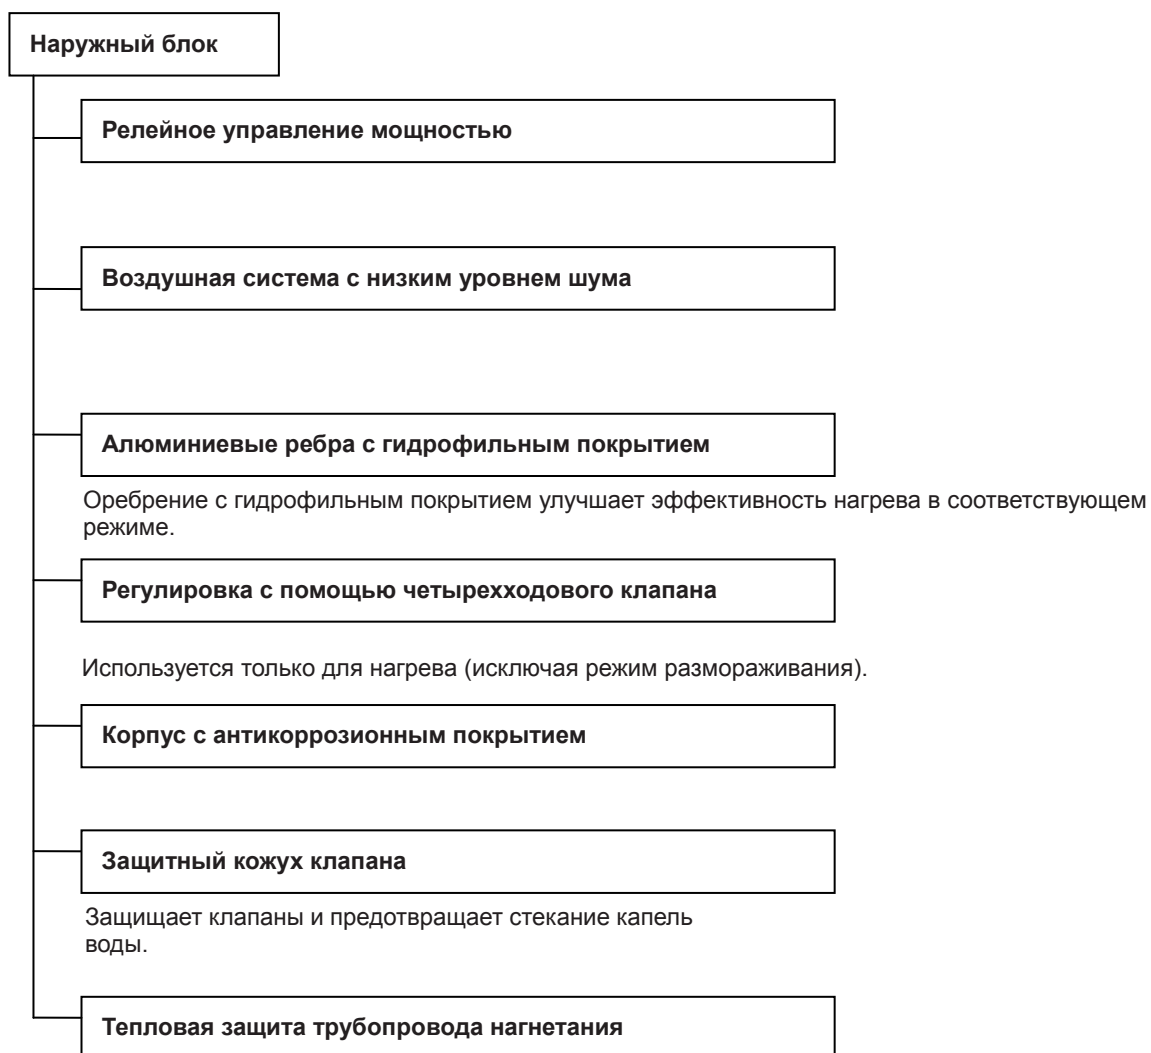 Наружный блок
Релейное управление мощностью
Воздушная система с низким уровнем шума
Алюминиевые ребра с гидрофильным покрытием
Оребрение с гидрофильным покрытием улучшает эффективность нагрева в соответствующем
режиме.
Регулировка с помощью четырехходового клапана
Используется только для нагрева (исключая режим размораживания).
Корпус с антикоррозионным покрытием
Защитный кожух клапана
Защищает клапаны и предотвращает стекание капель
воды.
Тепловая защита трубопровода нагнетания